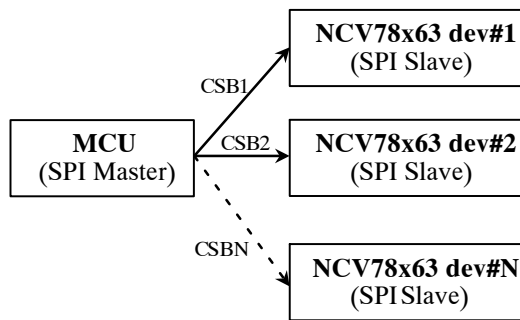 NCV78x63 dev#1
(SPI Slave)
CSB1
MCU
(SPI Master)
CSB2
NCV78x63 dev#2
(SPI Slave)
CSBN
NCV78x63 dev#N
(SPI Slave)